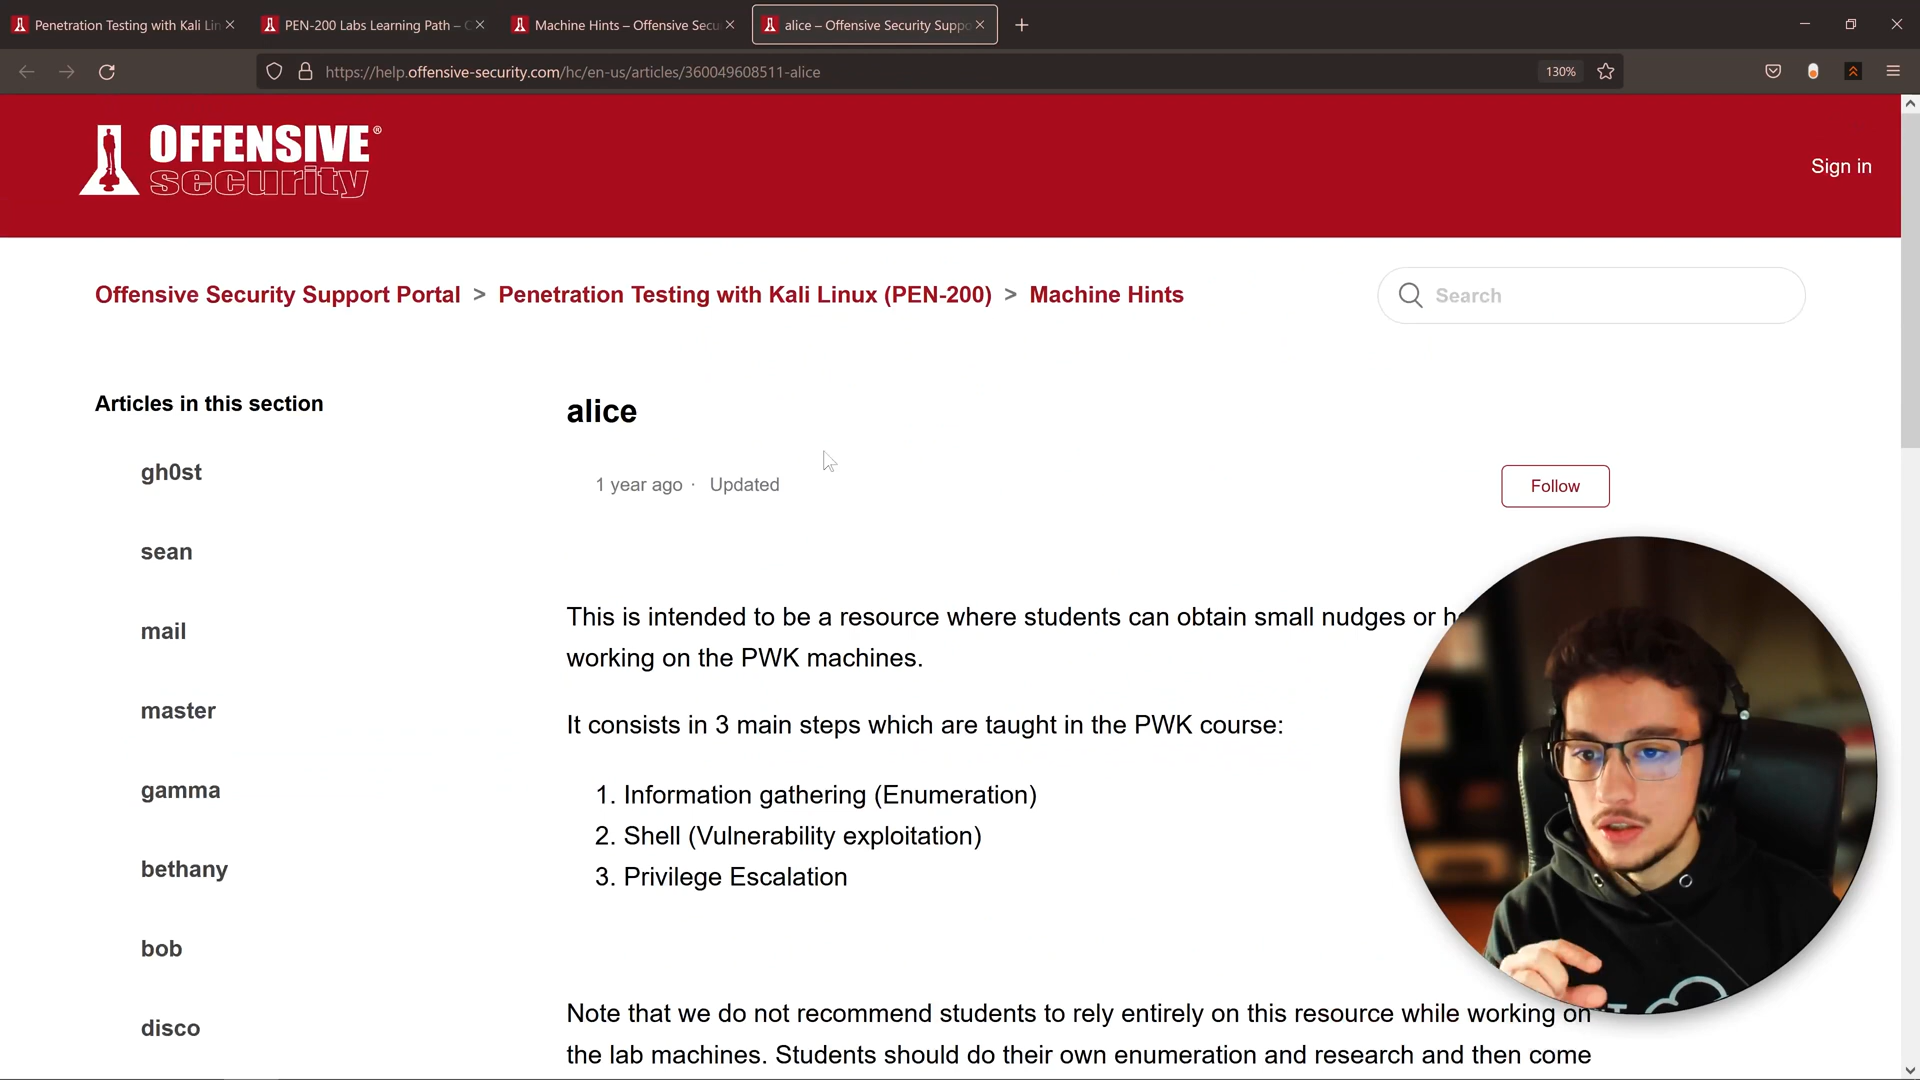 Penetration Testing with Kali Lin
PEN-200 Labs Learning Path –
Machine Hints – Offensive Secu
alice – Offensive Security Suppo
https://help.offensive-security.com/hc/en-us/articles/360049608511-alice
130%
OFFENSIVE®
security
Sign in
Offensive Security Support Portal > Penetration Testing with Kali Linux (PEN-200) > Machine Hints
Search
Articles in this section
gh0st
sean
mail
master
gamma
bethany
bob
disco
alice
1 year ago · Updated
Follow
This is intended to be a resource where students can obtain small nudges or
working on the PWK machines.
It consists in 3 main steps which are taught in the PWK course:
1. Information gathering (Enumeration)
2. Shell (Vulnerability exploitation)
3. Privilege Escalation
Note that we do not recommend students to rely entirely on this resource while working on
the lab machines. Students should do their own enumeration and research and then come